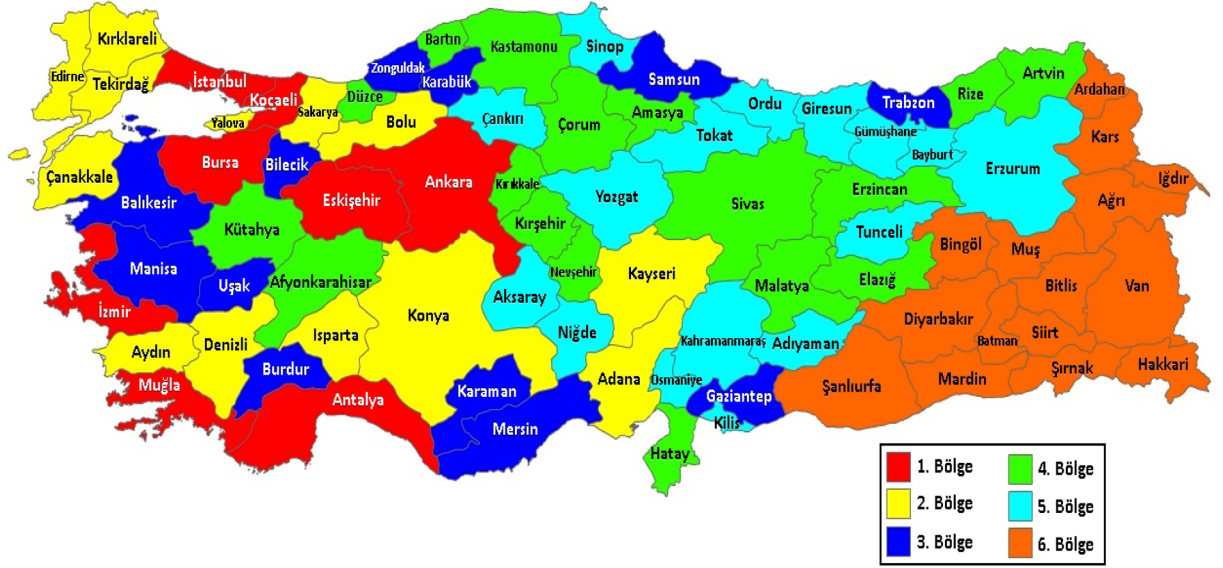 Kırklareli
Edirne
Tekirdağ
İstanbul
Kocaeli
Yalova
Sakarya
Düzce
Bolu
Zonguldak
Bartın
Karabük
Kastamonu
Sinop
Samsun
Çankırı
Çorum
Amasya
Tokat
Ordu
Giresun
Trabzon
Gümüşhane
Bayburt
Rize
Artvin
Ardahan
Kars
Iğdır
Ağrı
Erzurum
Erzincan
Çanakkale
Balıkesir
Bursa
Bilecik
Eskişehir
Ankara
Kırıkkale
Kırşehir
Yozgat
Sivas
Tunceli
Bingöl
Muş
Bitlis
Van
Kütahya
Manisa
Uşak
Afyonkarahisar
İzmir
Aydın
Denizli
Isparta
Konya
Aksaray
Nevşehir
Kayseri
Niğde
Malatya
Elazığ
Diyarbakır
Batman
Siirt
Şırnak
Hakkari
Mardin
Şanlıurfa
Adıyaman
Kahramanmaraş
Osmaniye
Gaziantep
Kilis
Hatay
Adana
Mersin
Karaman
Antalya
Burdur
Muğla
1. Bölge
2. Bölge
3. Bölge
4. Bölge
5. Bölge
6. Bölge